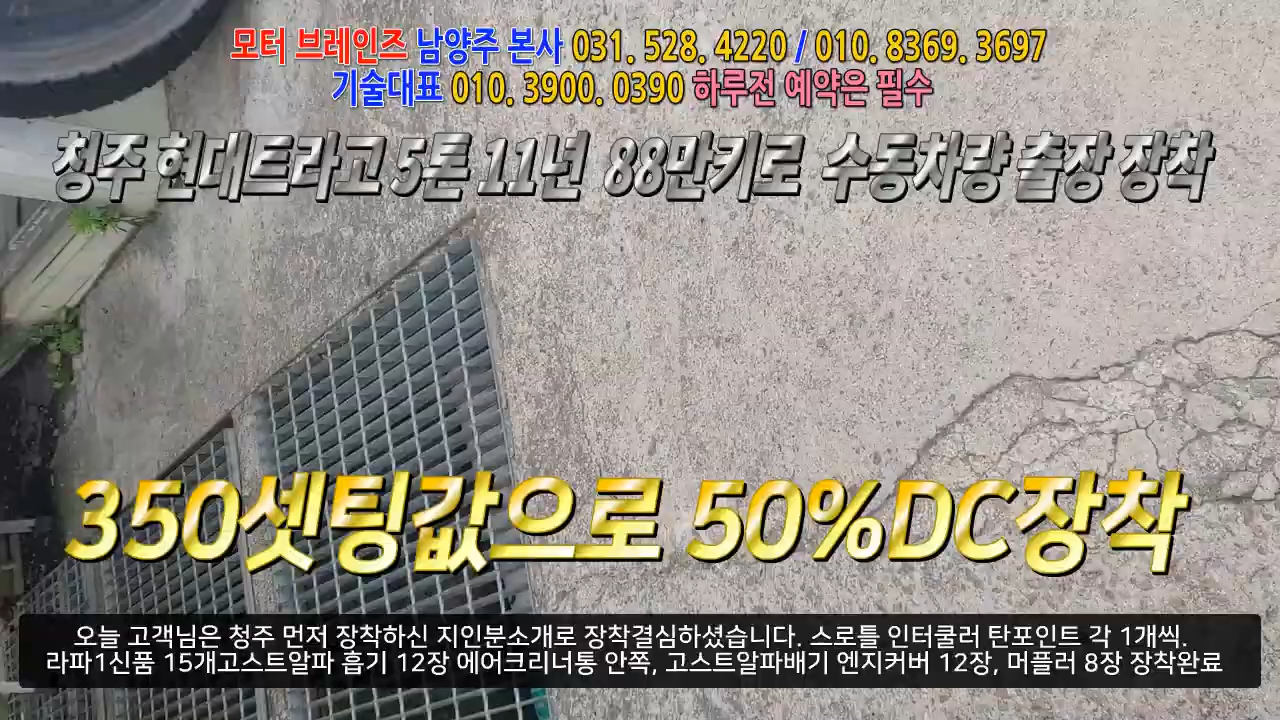 모터 브레인즈 남양주 본사 031. 528. 4220 / 010. 8369. 3697
기술대표 010. 3900. 0390 하루전 예약은 필수
청주 현대트라고 5톤 11년 88만키로 수동차량 출장 장착
350셋팅값으로 50%DC장착
오늘 고객님은 청주 먼저 장착하신 지인분소개로 장착결심하셨습니다. 스로틀 인터쿨러 탄포인트 각 1개씩.
라파1신품 15개고스트알파 흡기 12장 에어크리너통 안쪽, 고스트알파배기 엔지커버 12장, 머플러 8장 장착완료